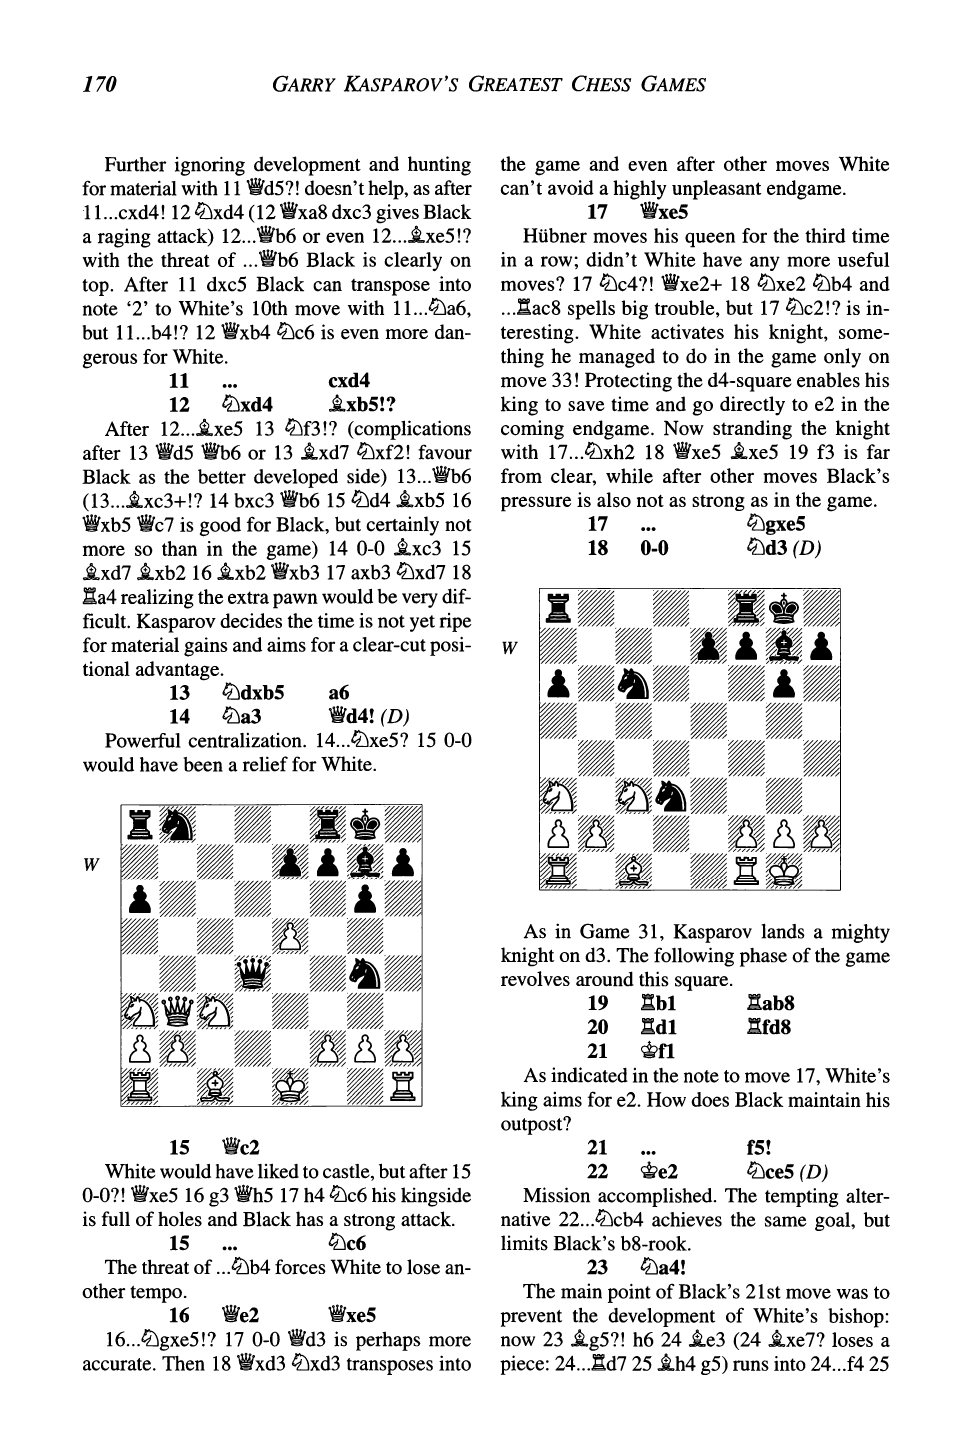 170 GARRY KASPAROV'S GREATEST CHESS GAMES
Further ignoring development and hunting
for material with 11 ♕d5?! doesn't help, as after
11...cxd4! 12 ♘xd4 (12 ♕xa8 dxc3 gives Black
a raging attack) 12...♕b6 or even 12...♗xe5!?
with the threat of ...♕b6 Black is clearly on
top. After 11 dxc5 Black can transpose into
note '2' to White's 10th move with 11...♘a6,
but 11...b4!? 12 ♕xb4 ♘c6 is even more dan-
gerous for White.
11 ... cxd4
12 ♘xd4 ♗xb5!?
After 12...♗xe5 13 ♘f3!? (complications
after 13 ♕d5 ♕b6 or 13 ♗xd7 ♘xf2! favour
Black as the better developed side) 13...♕b6
(13...♗xc3+!? 14 bxc3 ♕b6 15 ♘d4 ♗xb5 16
♕xb5 ♕c7 is good for Black, but certainly not
more so than in the game) 14 0-0 ♗xc3 15
♗xd7 ♗xb2 16 ♗xb2 ♕xb3 17 axb3 ♘xd7 18
♖a4 realizing the extra pawn would be very dif-
ficult. Kasparov decides the time is not yet ripe
for material gains and aims for a clear-cut posi-
tional advantage.
13 ♘dxb5 a6
14 ♘a3 ♕d4! (D)
Powerful centralization. 14...♘xe5? 15 0-0
would have been a relief for White.
W
15 ♕c2
White would have liked to castle, but after 15
0-0?! ♕xe5 16 g3 ♕h5 17 h4 ♘c6 his kingside
is full of holes and Black has a strong attack.
15 ... ♘c6
The threat of ...♘b4 forces White to lose an-
other tempo.
16 ♕e2 ♕xe5
16...♘gxe5!? 17 0-0 ♕d3 is perhaps more
accurate. Then 18 ♕xd3 ♘xd3 transposes into
the game and even after other moves White
can't avoid a highly unpleasant endgame.
17 ♕xe5
Hübner moves his queen for the third time
in a row; didn't White have any more useful
moves? 17 ♘c4?! ♕xe2+ 18 ♘xe2 ♘b4 and
...♖ac8 spells big trouble, but 17 ♘c2!? is in-
teresting. White activates his knight, some-
thing he managed to do in the game only on
move 33! Protecting the d4-square enables his
king to save time and go directly to e2 in the
coming endgame. Now stranding the knight
with 17...♘xh2 18 ♕xe5 ♗xe5 19 f3 is far
from clear, while after other moves Black's
pressure is also not as strong as in the game.
17 ... ♘gxe5
18 0-0 ♘d3 (D)
W
As in Game 31, Kasparov lands a mighty
knight on d3. The following phase of the game
revolves around this square.
19 ♖b1 ♖ab8
20 ♖d1 ♖fd8
21 ♔f1
As indicated in the note to move 17, White's
king aims for e2. How does Black maintain his
outpost?
21 ... f5!
22 ♔e2 ♘ce5 (D)
Mission accomplished. The tempting alter-
native 22...♘cb4 achieves the same goal, but
limits Black's b8-rook.
23 ♘a4!
The main point of Black's 21st move was to
prevent the development of White's bishop:
now 23 ♗g5?! h6 24 ♗e3 (24 ♗xe7? loses a
piece: 24...♖d7 25 ♗h4 g5) runs into 24...f4 25